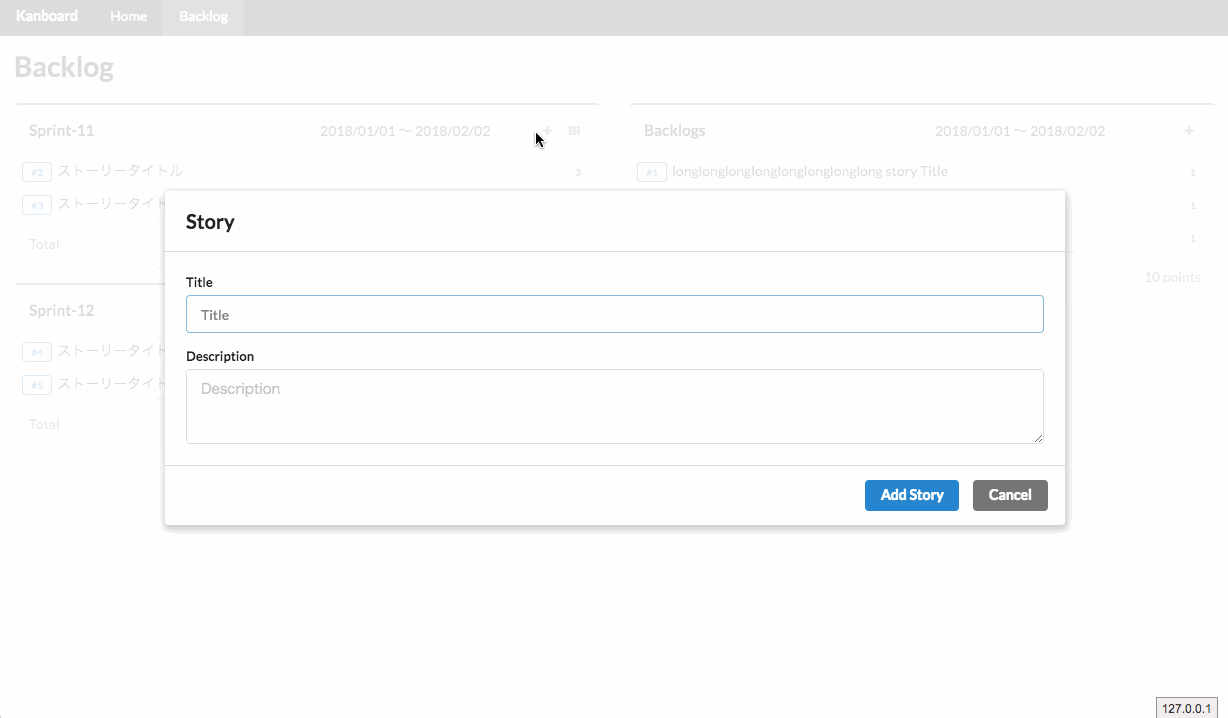 Kanboard Home Backlog
Backlog
Sprint-11 2018/01/01 〜 2018/02/02
#2 ストーリータイトル 3
#3 ストーリータイト
Total
Sprint-12
#4 ストーリータイト
#5 ストーリータイト
Total
Backlogs 2018/01/01 〜 2018/02/02
#1 longlonglonglonglonglonglonglong story Title 1
1
1
10 points
Story
Title
Title
Description
Description
Add Story Cancel
127.0.0.1